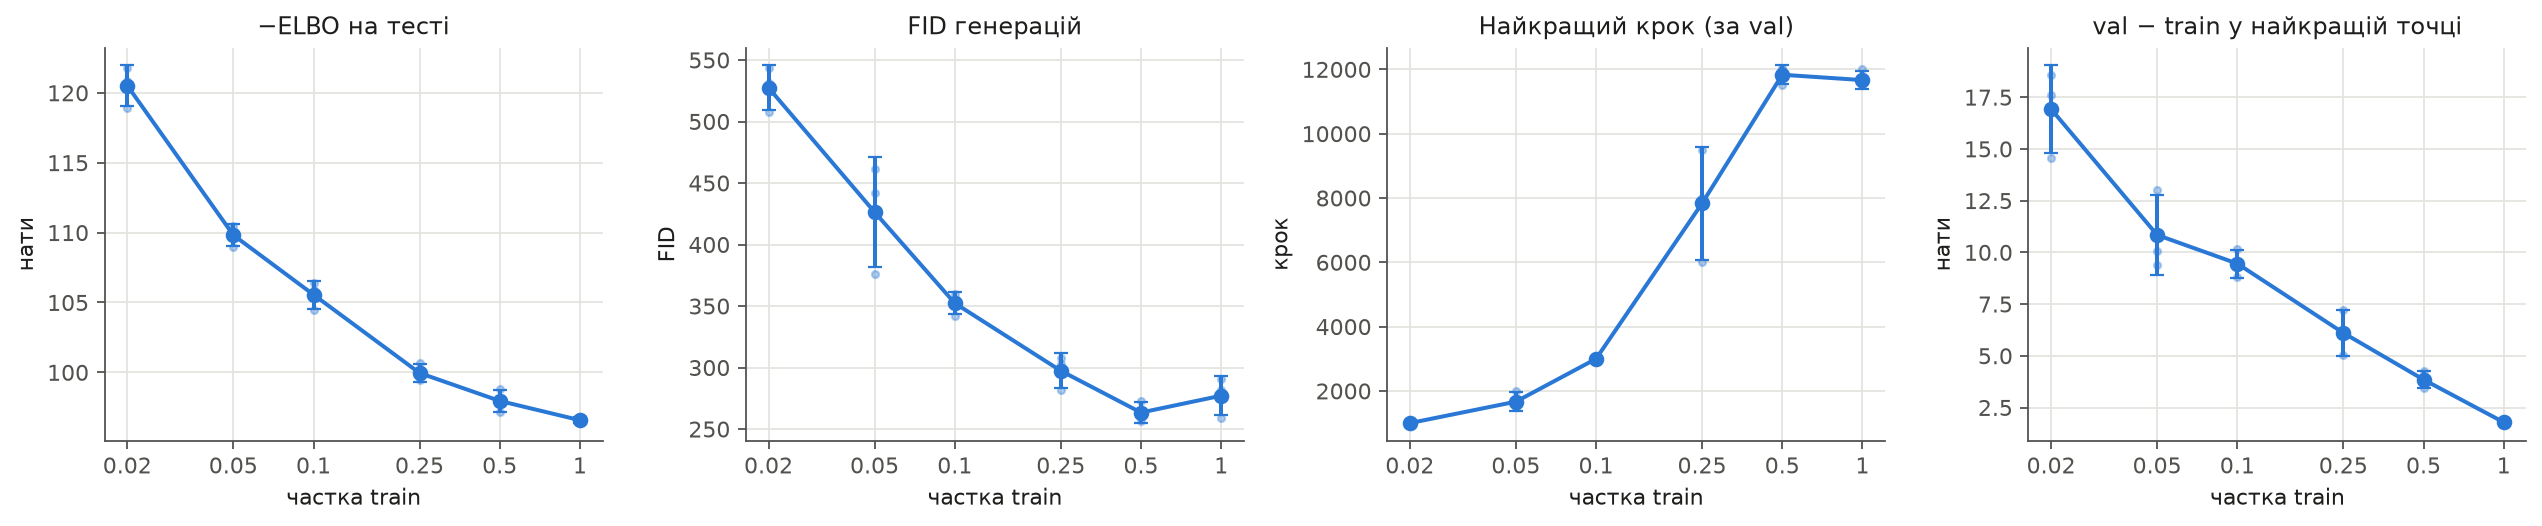 −ELBO на тесті
нати
120
115
110
105
100
0.02 0.05 0.1 0.25 0.5 1
частка train
FID генерацій
FID
550
500
450
400
350
300
250
0.02 0.05 0.1 0.25 0.5 1
частка train
Найкращий крок (за val)
крок
12000
10000
8000
6000
4000
2000
0.02 0.05 0.1 0.25 0.5 1
частка train
val − train у найкращій точці
нати
17.5
15.0
12.5
10.0
7.5
5.0
2.5
0.02 0.05 0.1 0.25 0.5 1
частка train